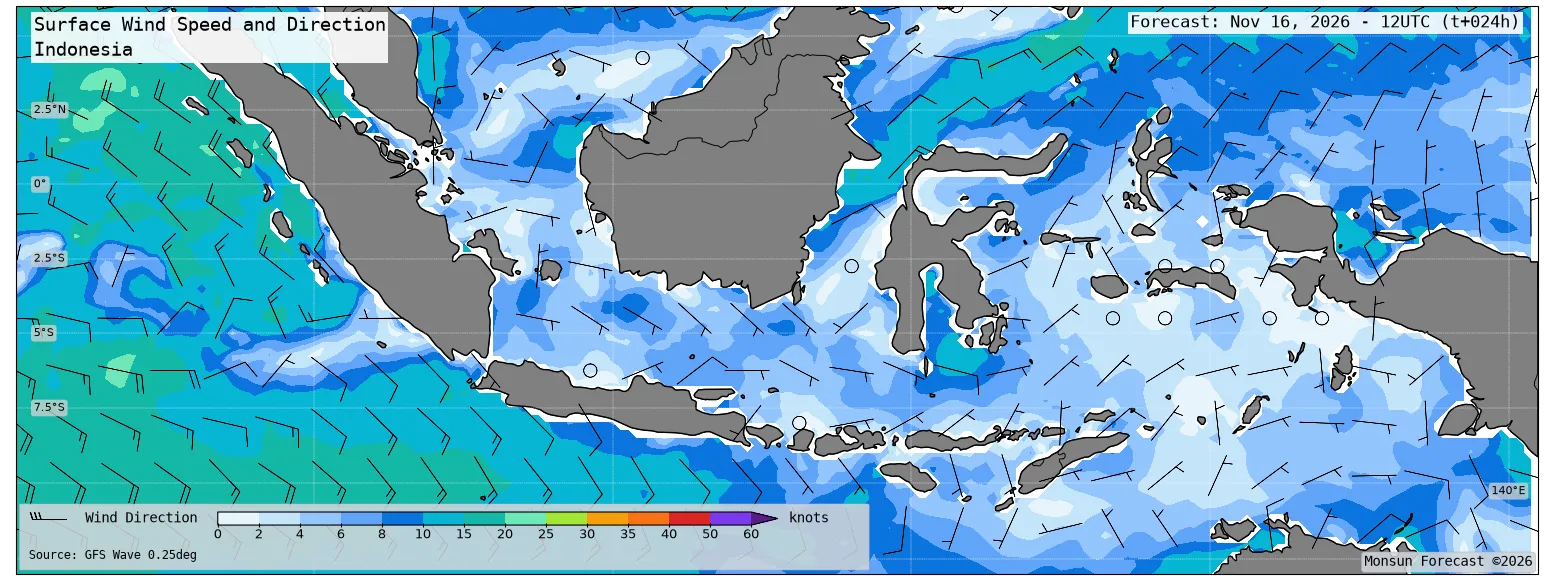 Surface Wind Speed and Direction
Indonesia
Forecast: Nov 16, 2026 - 12UTC (t+024h)
2.5°N
0°
2.5°S
5°S
7.5°S
140°E
Wind Direction
knots
0 2 4 6 8 10 15 20 25 30 35 40 50 60
Source: GFS Wave 0.25deg
Monsun Forecast ©2026